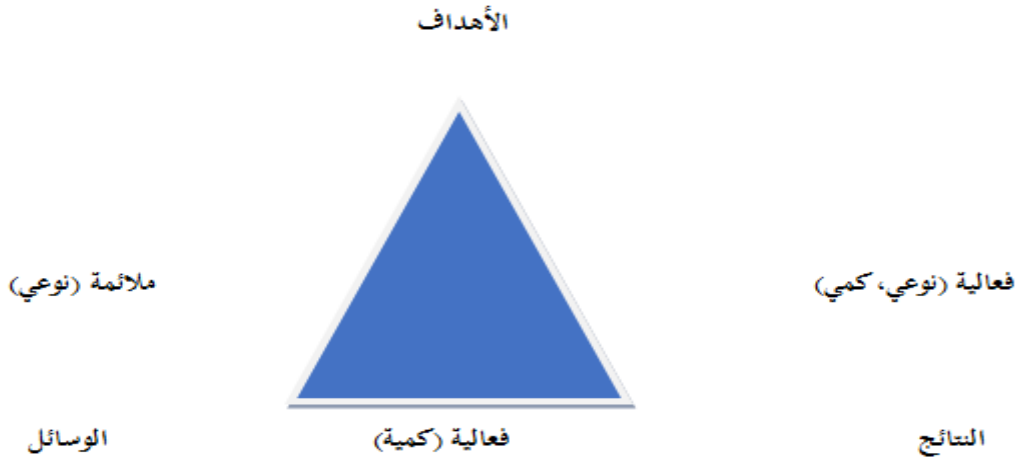 الأهداف
فعالية (نوعي، كمي)
ملائمة (نوعي)
النتائج
فعالية (كمية)
الوسائل